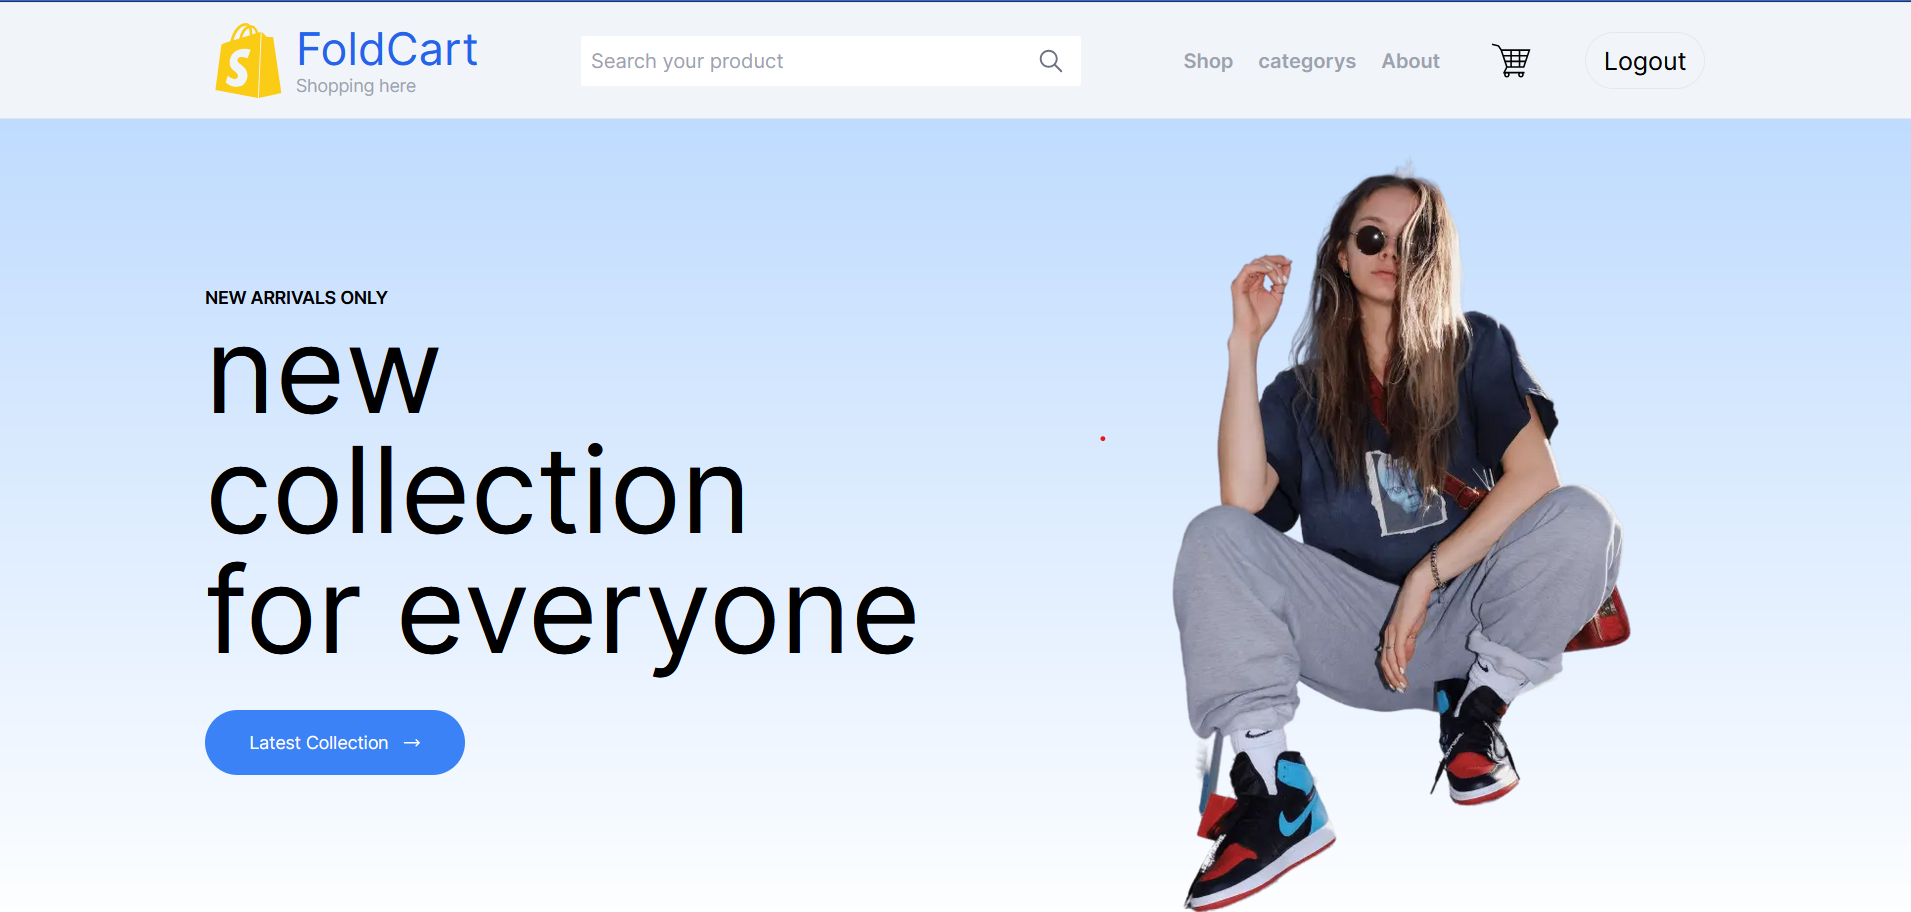 FoldCart
Shopping here
Search your product
Shop categorys About
Logout
NEW ARRIVALS ONLY
new
collection
for everyone
Latest Collection →